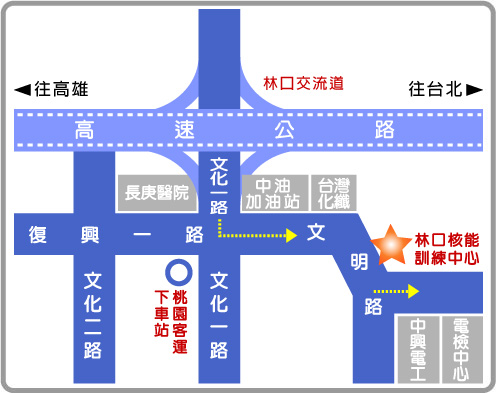 林口交流道
◀往高雄
往台北▶
高速公路
文化一路
長庚醫院
中油
加油站
台灣
化纖
復興一路
文明路
林口核能
訓練中心
文化二路
桃園客運
下車站
文化一路
中興電工
電檢中心